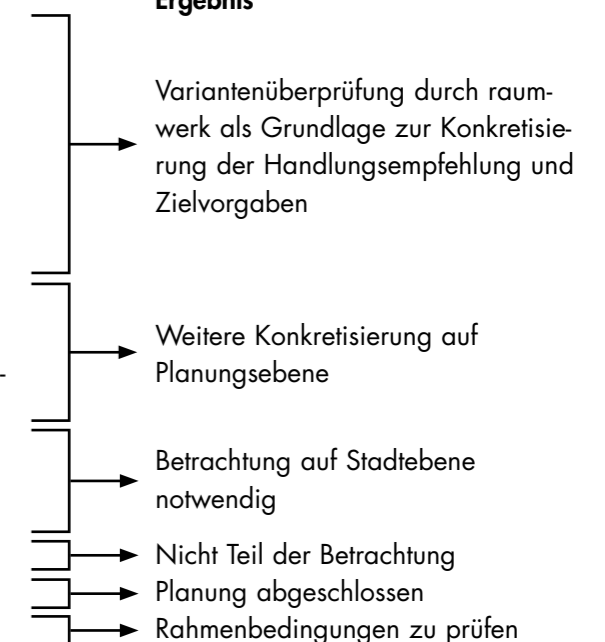 Ergebnis
Variantenüberprüfung durch raum-
werk als Grundlage zur Konkretisie-
rung der Handlungsempfehlung und
Zielvorgaben
Weitere Konkretisierung auf
Planungsebene
-
Betrachtung auf Stadtebene
notwendig
Nicht Teil der Betrachtung
Planung abgeschlossen
Rahmenbedingungen zu prüfen